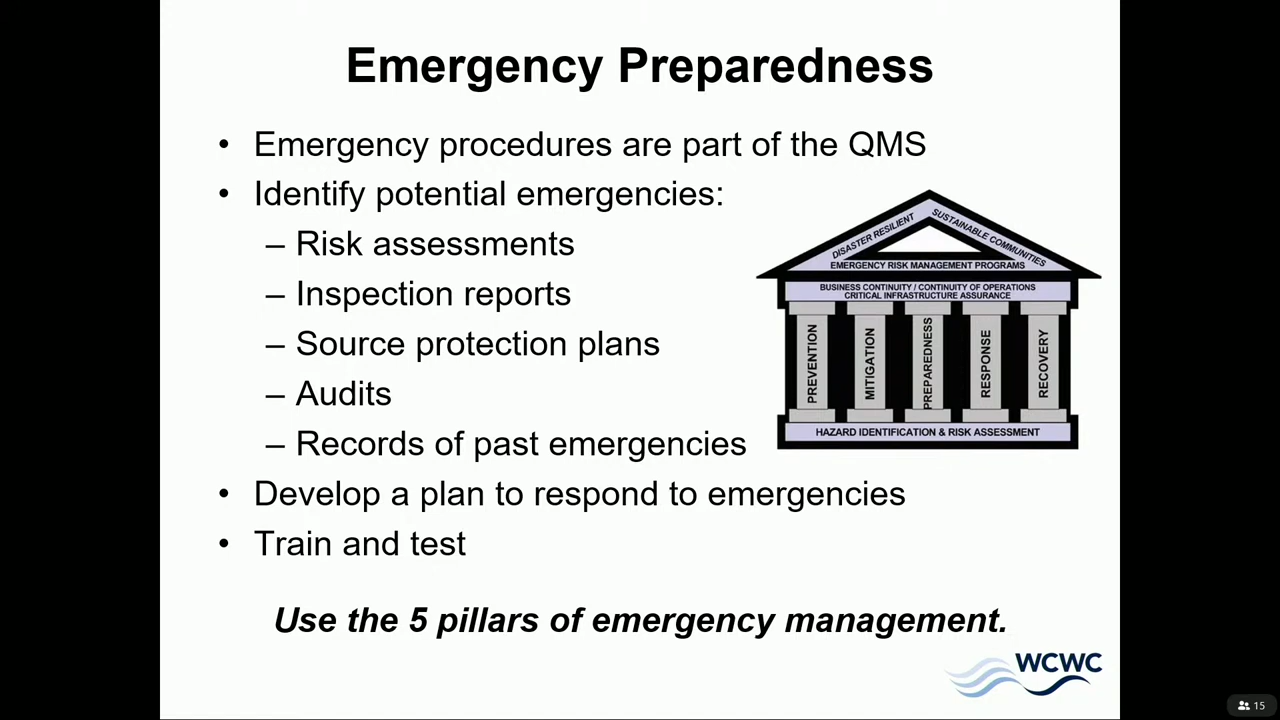 Emergency Preparedness
• Emergency procedures are part of the QMS
• Identify potential emergencies:
– Risk assessments
– Inspection reports
– Source protection plans
– Audits
– Records of past emergencies
• Develop a plan to respond to emergencies
• Train and test
DISASTER RESILIENT
SUSTAINABLE COMMUNITIES
EMERGENCY RISK MANAGEMENT PROGRAMS
BUSINESS CONTINUITY / CONTINUITY OF OPERATIONS
CRITICAL INFRASTRUCTURE ASSURANCE
PREVENTION
MITIGATION
PREPAREDNESS
RESPONSE
RECOVERY
HAZARD IDENTIFICATION & RISK ASSESSMENT
Use the 5 pillars of emergency management.
WCWC
15